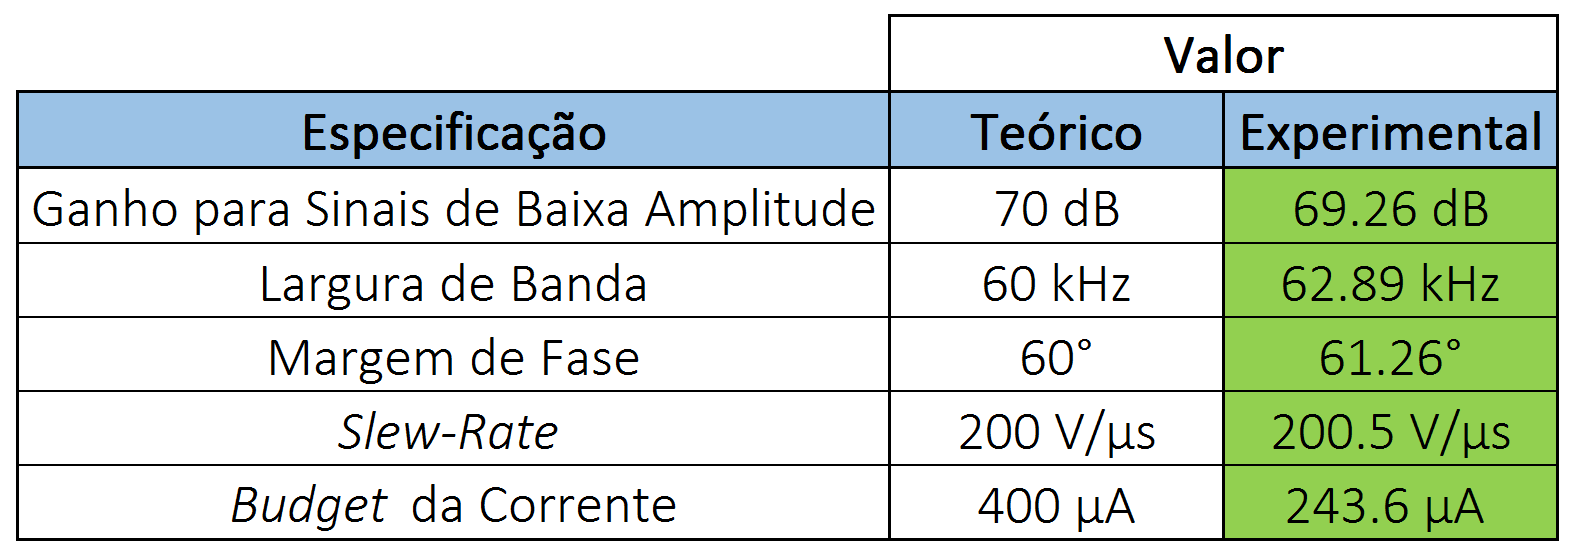 Valor
Especificação Teórico Experimental
Ganho para Sinais de Baixa Amplitude 70 dB 69.26 dB
Largura de Banda 60 kHz 62.89 kHz
Margem de Fase 60° 61.26°
Slew-Rate 200 V/µs 200.5 V/µs
Budget da Corrente 400 µA 243.6 µA